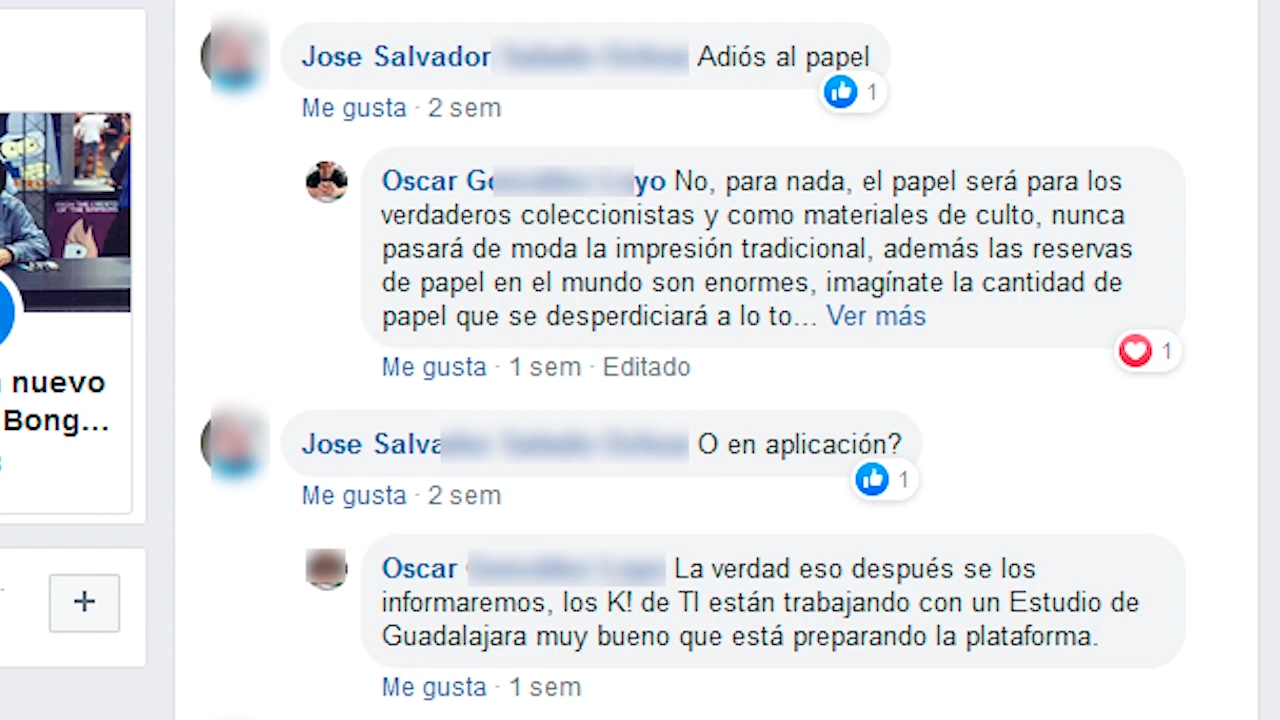 Jose Salvador Adiós al papel
1
Me gusta · 2 sem
Oscar G yo No, para nada, el papel será para los
verdaderos coleccionistas y como materiales de culto, nunca
pasará de moda la impresión tradicional, además las reservas
de papel en el mundo son enormes, imagínate la cantidad de
papel que se desperdiciará a lo to... Ver más
1
Me gusta · 1 sem · Editado
nuevo
Bong...
Jose Salva O en aplicación?
1
Me gusta · 2 sem
Oscar La verdad eso después se los
informaremos, los K! de TI están trabajando con un Estudio de
Guadalajara muy bueno que está preparando la plataforma.
Me gusta · 1 sem
+